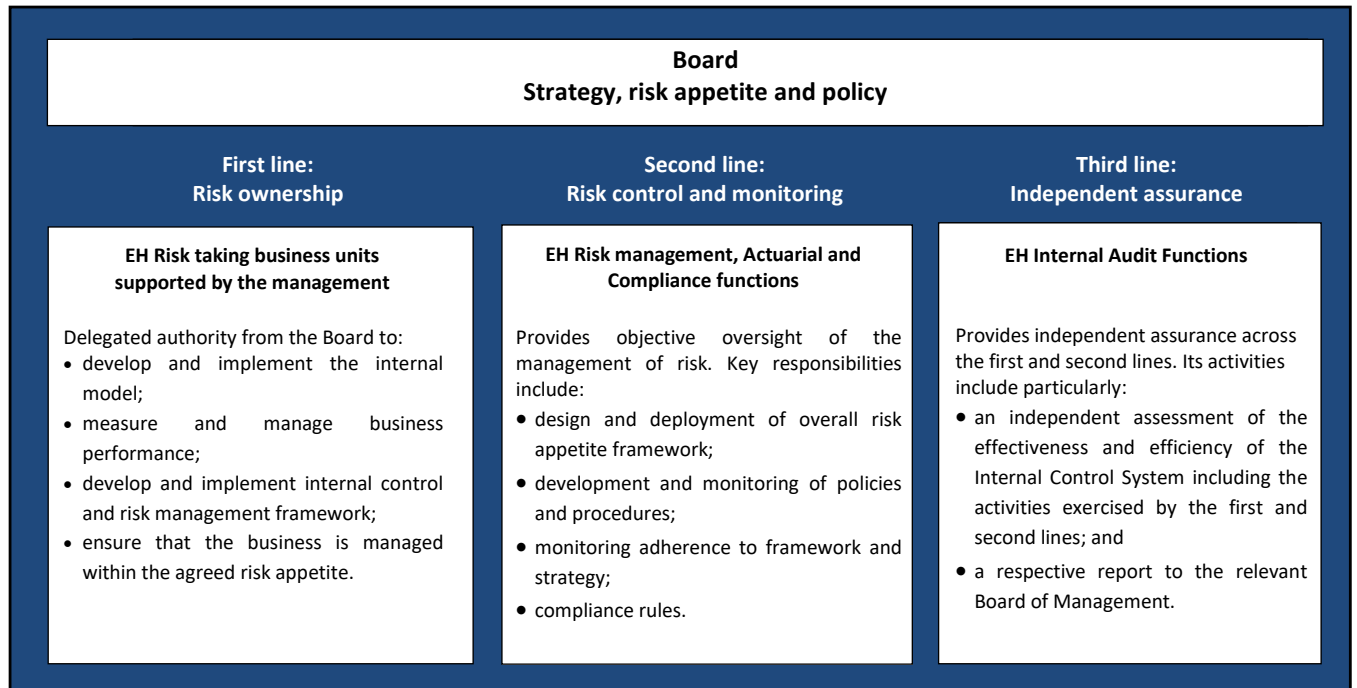 Board
Strategy, risk appetite and policy
First line:
Risk ownership
EH Risk taking business units
supported by the management
Delegated authority from the Board to:
• develop and implement the internal
model;
• measure and manage business
performance;
• develop and implement internal control
and risk management framework;
• ensure that the business is managed
within the agreed risk appetite.
Second line:
Risk control and monitoring
EH Risk management, Actuarial and
Compliance functions
Provides objective oversight of the
management of risk. Key responsibilities
include:
• design and deployment of overall risk
appetite framework;
• development and monitoring of policies
and procedures;
• monitoring adherence to framework and
strategy;
• compliance rules.
Third line:
Independent assurance
EH Internal Audit Functions
Provides independent assurance across
the first and second lines. Its activities
include particularly:
• an independent assessment of the
effectiveness and efficiency of the
Internal Control System including the
activities exercised by the first and
second lines; and
• a respective report to the relevant
Board of Management.